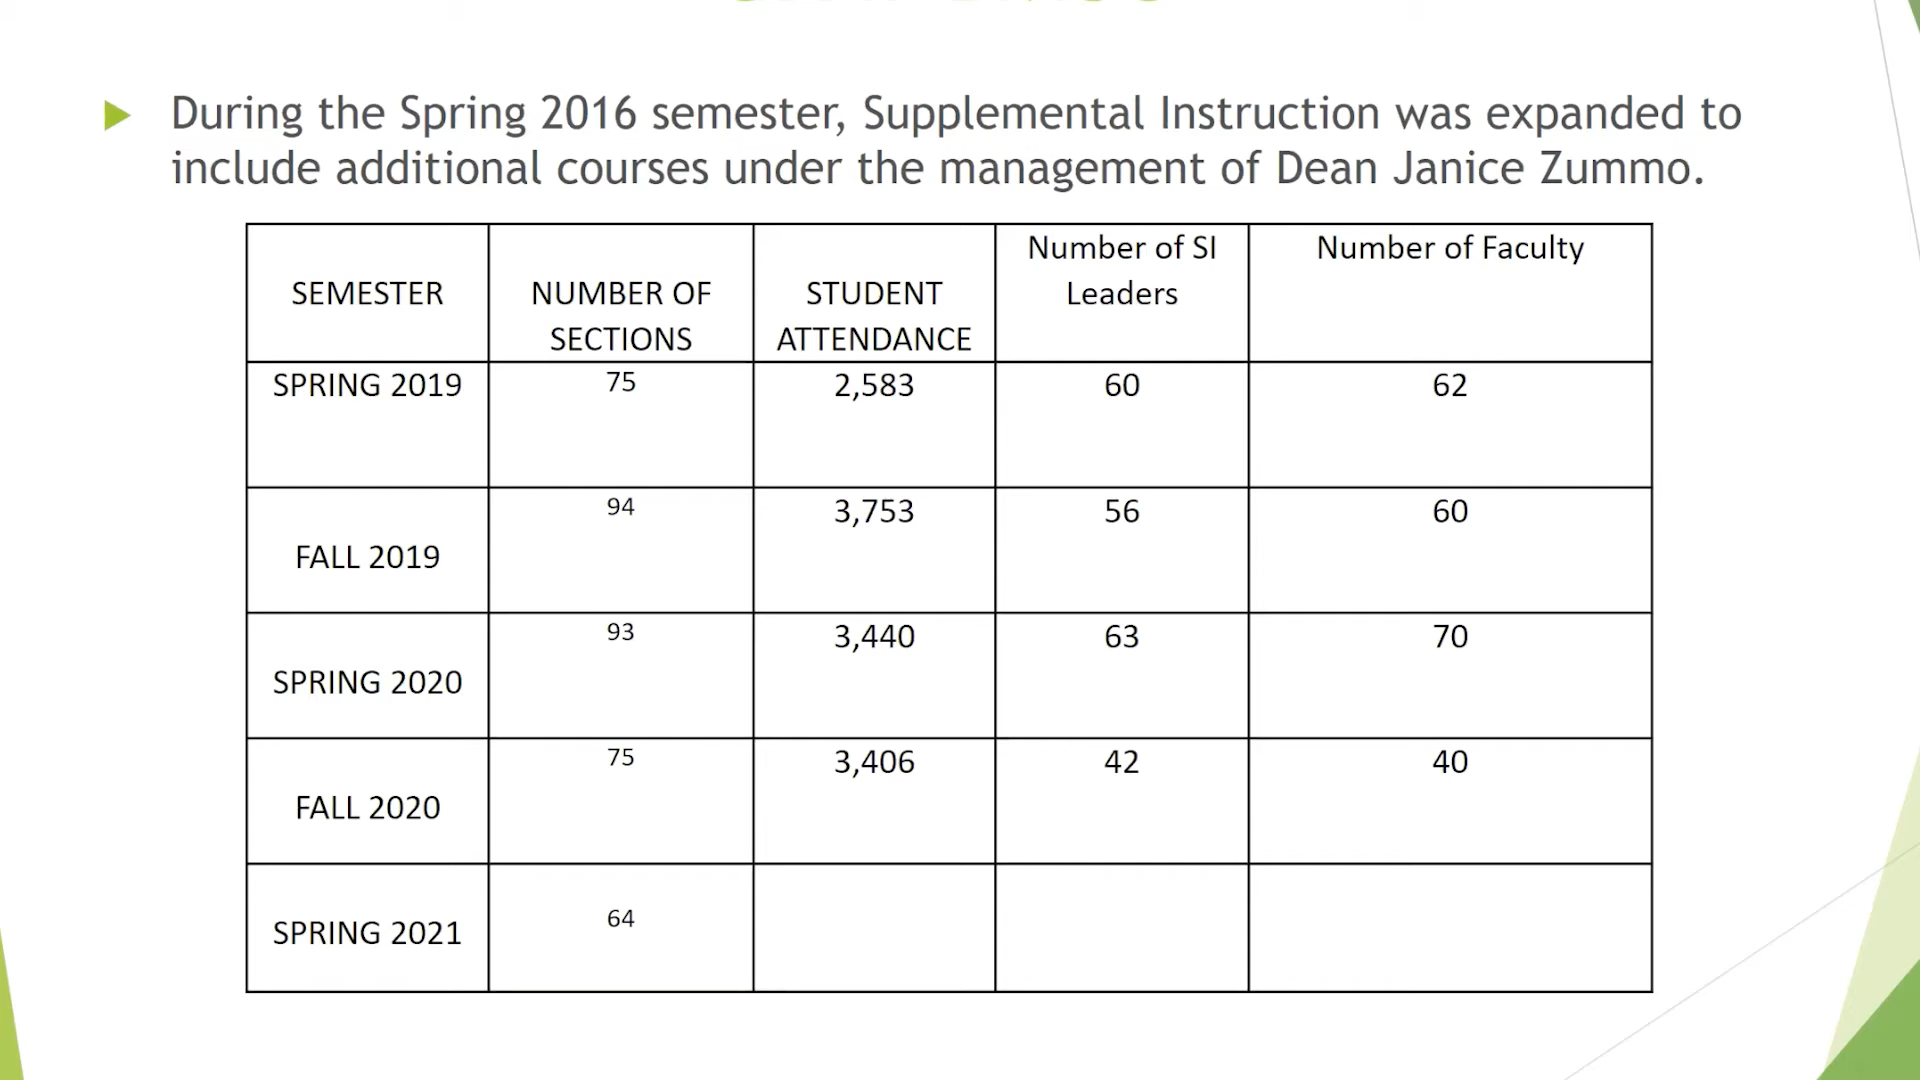 During the Spring 2016 semester, Supplemental Instruction was expanded to
include additional courses under the management of Dean Janice Zummo.
SEMESTER
NUMBER OF
SECTIONS
STUDENT
ATTENDANCE
Number of SI
Leaders
Number of Faculty
SPRING 2019 75 2,583 60 62
FALL 2019 94 3,753 56 60
SPRING 2020 93 3,440 63 70
FALL 2020 75 3,406 42 40
SPRING 2021 64